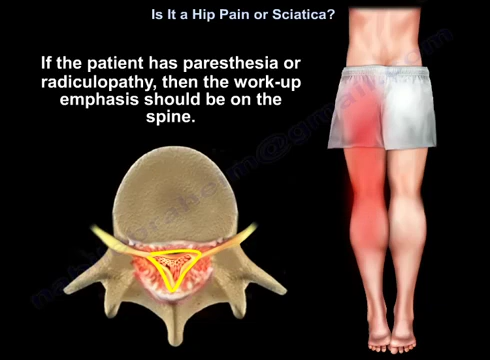 Is It a Hip Pain or Sciatica?
If the patient has paresthesia or
radiculopathy, then the work-up
emphasis should be on the
spine.